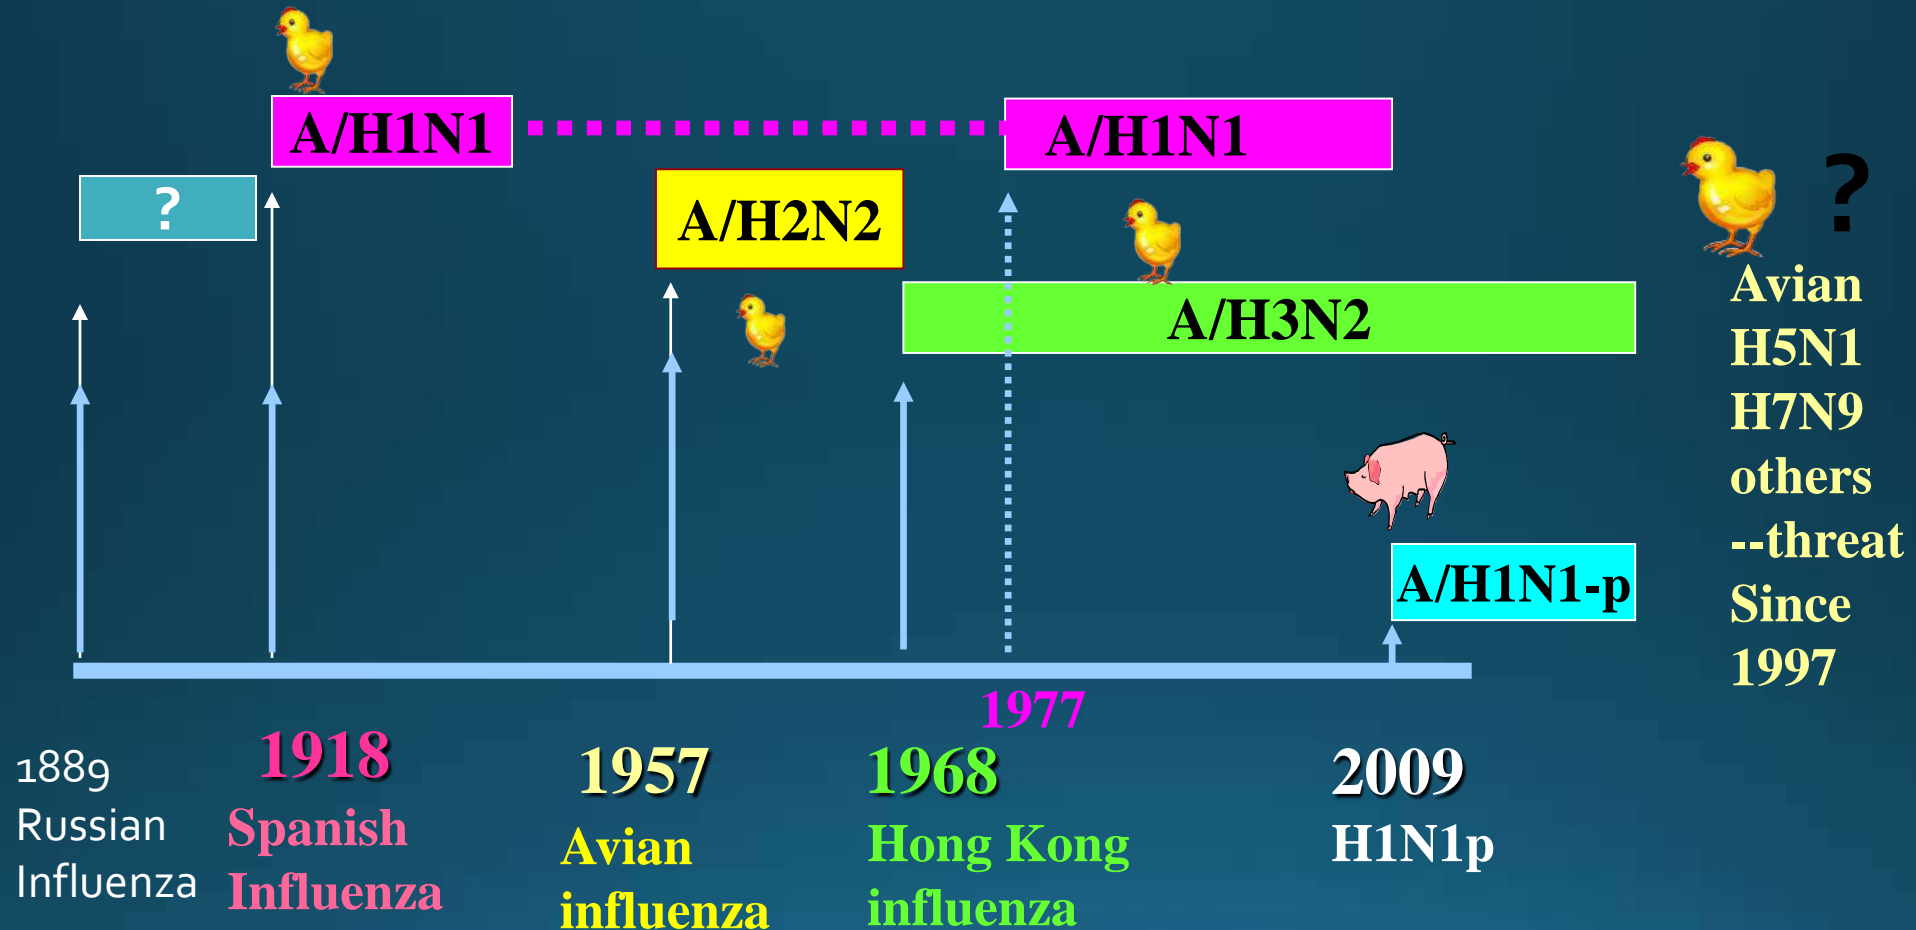 A/H1N1
A/H1N1
?
?
A/H2N2
A/H3N2
Avian
H5N1
H7N9
others
--threat
Since
1997
A/H1N1-p
1977
1889
Russian
Influenza
1918
Spanish
Influenza
1957
Avian
influenza
1968
Hong Kong
influenza
2009
H1N1p